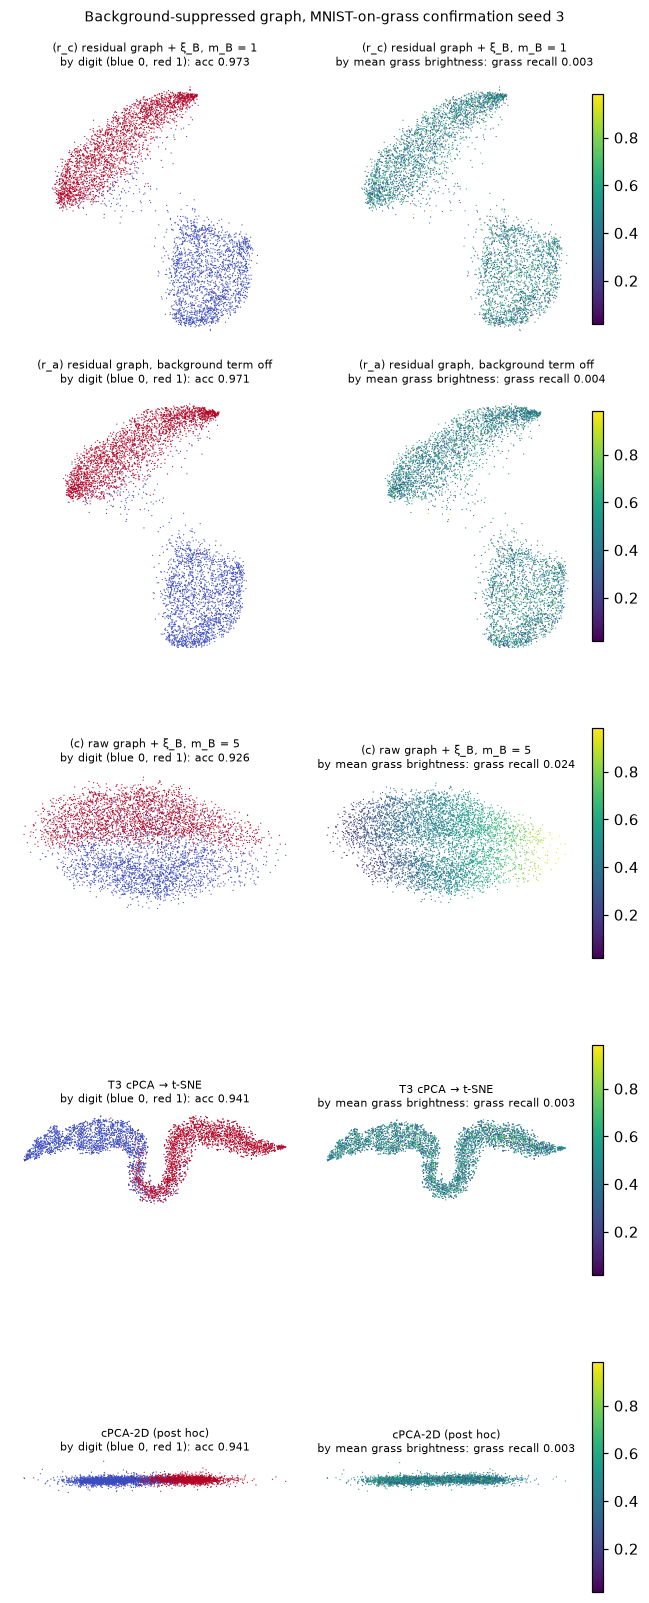 Background-suppressed graph, MNIST-on-grass confirmation seed 3
(r_c) residual graph + ξ_B, m_B = 1
by digit (blue 0, red 1): acc 0.973
(r_c) residual graph + ξ_B, m_B = 1
by mean grass brightness: grass recall 0.003
0.8
0.6
0.4
0.2
(r_a) residual graph, background term off
by digit (blue 0, red 1): acc 0.971
(r_a) residual graph, background term off
by mean grass brightness: grass recall 0.004
0.8
0.6
0.4
0.2
(c) raw graph + ξ_B, m_B = 5
by digit (blue 0, red 1): acc 0.926
(c) raw graph + ξ_B, m_B = 5
by mean grass brightness: grass recall 0.024
0.8
0.6
0.4
0.2
T3 cPCA → t-SNE
by digit (blue 0, red 1): acc 0.941
T3 cPCA → t-SNE
by mean grass brightness: grass recall 0.003
0.8
0.6
0.4
0.2
cPCA-2D (post hoc)
by digit (blue 0, red 1): acc 0.941
cPCA-2D (post hoc)
by mean grass brightness: grass recall 0.003
0.8
0.6
0.4
0.2